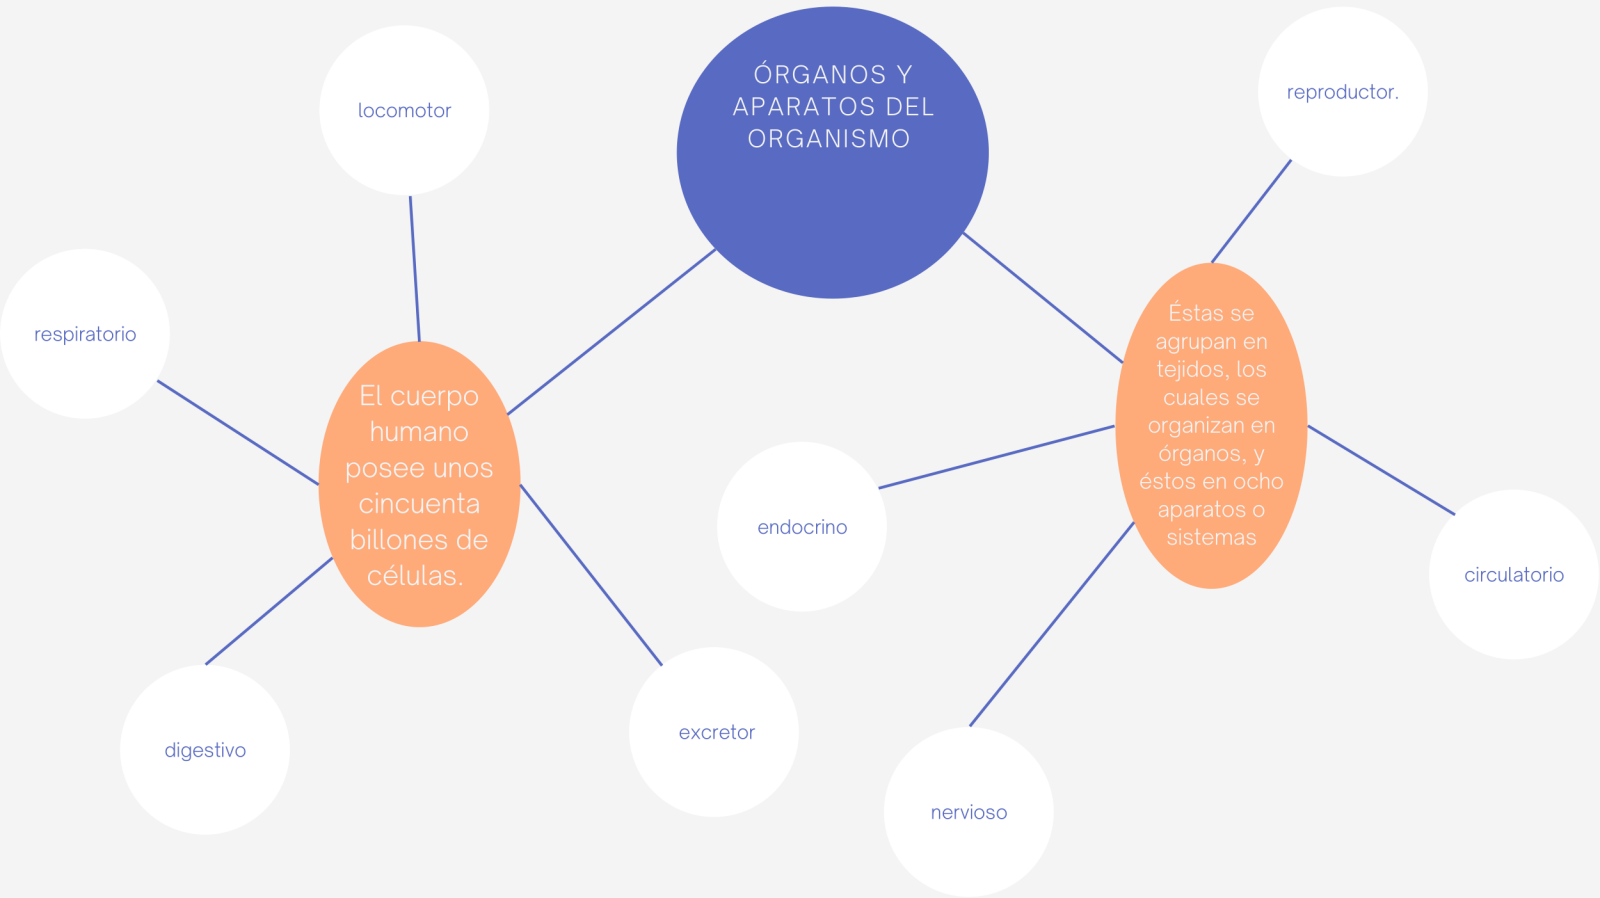 ÓRGANOS Y
APARATOS DEL
ORGANISMO
locomotor
reproductor.
respiratorio
El cuerpo
humano
posee unos
cincuenta
billones de
células.
Éstas se
agrupan en
tejidos, los
cuales se
organizan en
órganos, y
éstos en ocho
aparatos o
sistemas
endocrino
circulatorio
digestivo
excretor
nervioso